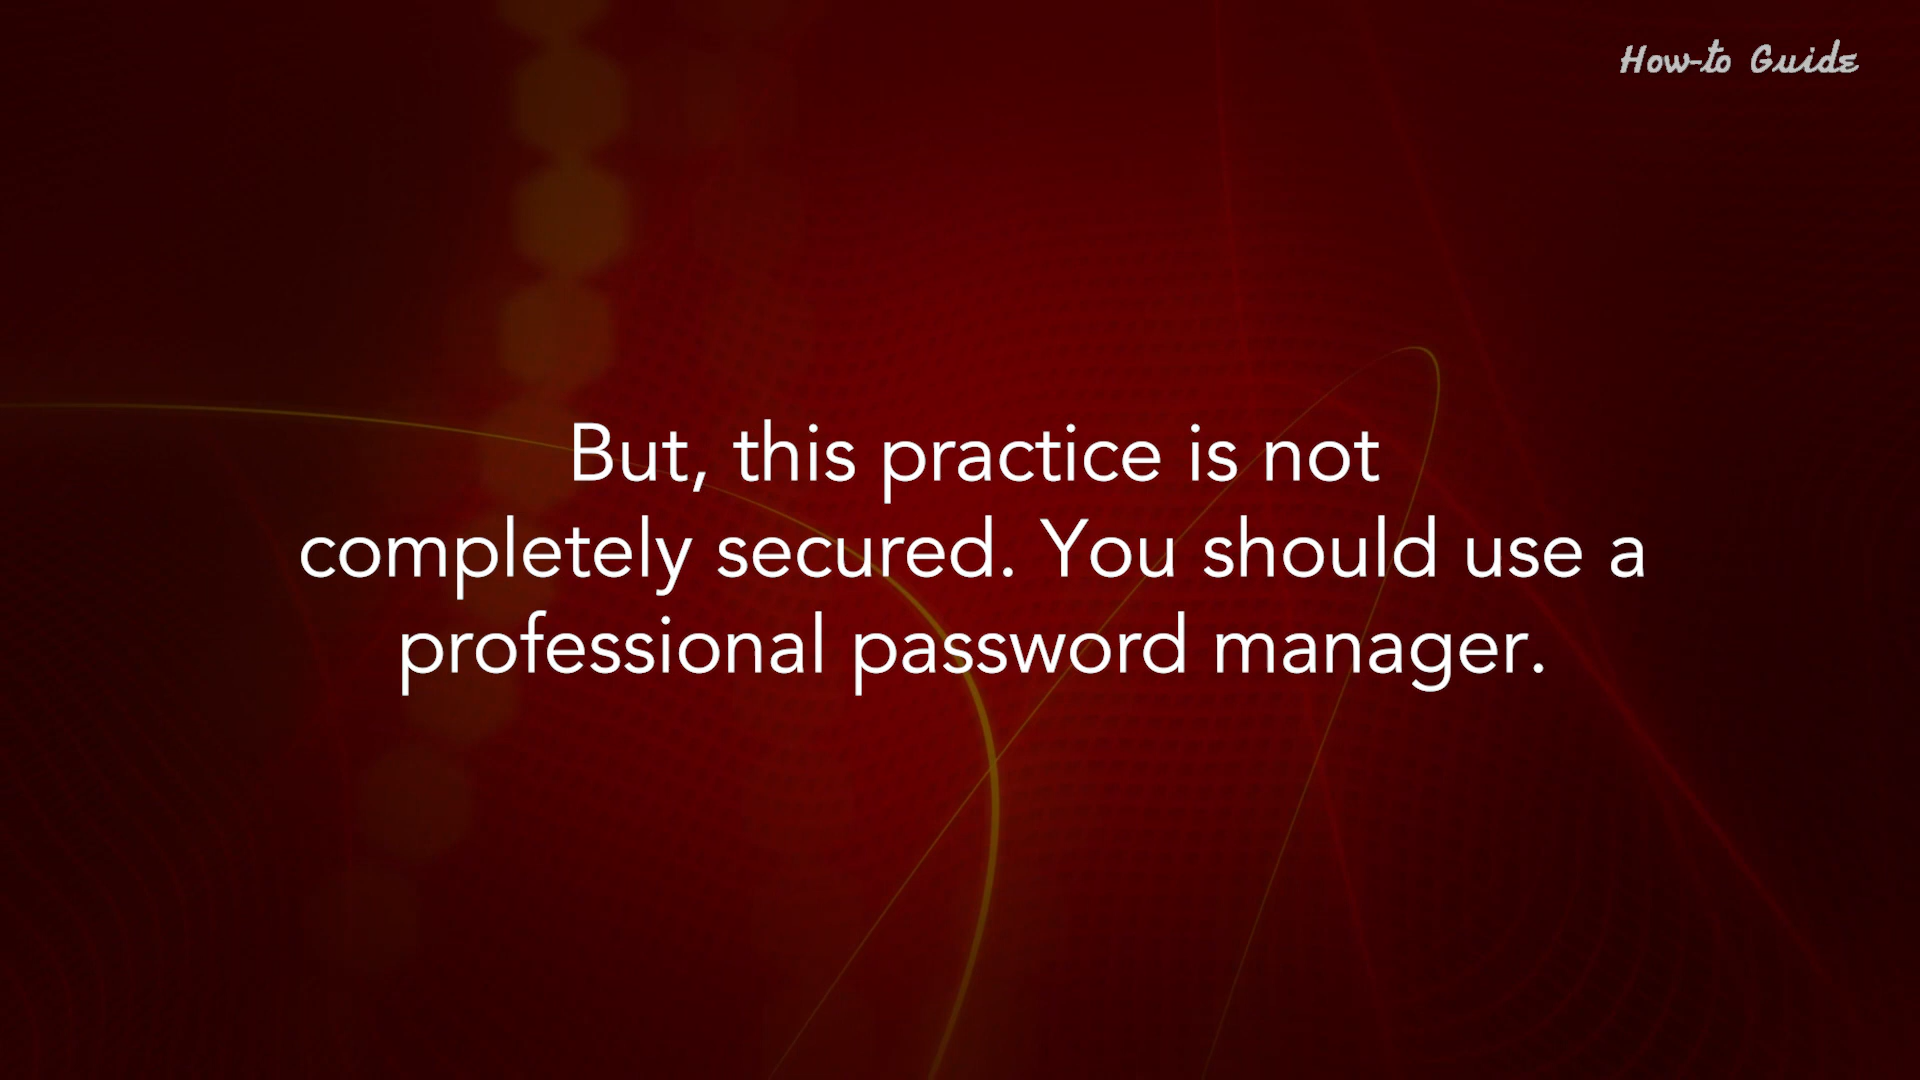 How-to Guide
But, this practice is not
completely secured. You should use a
professional password manager.